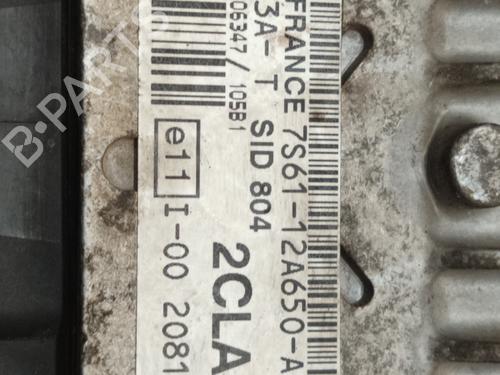 FRANCE 7S61-12A650-A
3A- T SID 804
06347/105B1
2CLA
e11 I-00 2081
B-PARTS